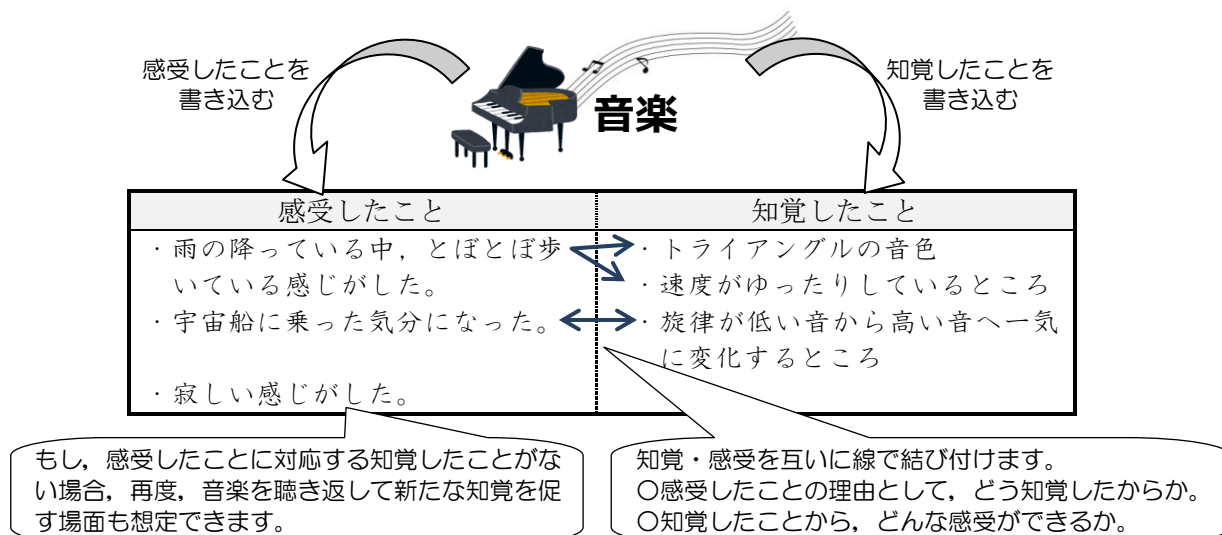 感受したことを
書き込む
音楽
知覚したことを
書き込む
感受したこと
知覚したこと
・雨の降っている中，とぼとぼ歩
いている感じがした。
・宇宙船に乗った気分になった。
・寂しい感じがした。
・トライアングルの音色
・速度がゆったりしているところ
・旋律が低い音から高い音へ一気
に変化するところ
もし，感受したことに対応する知覚したことがな
い場合，再度，音楽を聴き返して新たな知覚を促
す場面も想定できます。
知覚・感受を互いに線で結び付けます。
〇感受したことの理由として，どう知覚したからか。
〇知覚したことから，どんな感受ができるか。